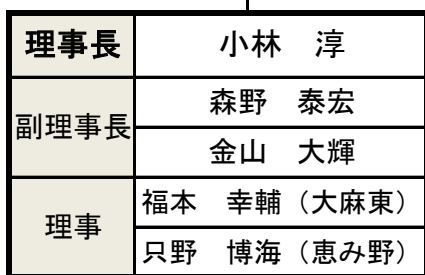 理事長 小林　淳
副理事長 森野　泰宏
金山　大輝
理事 福本　幸輔（大麻東）
只野　博海（恵み野）